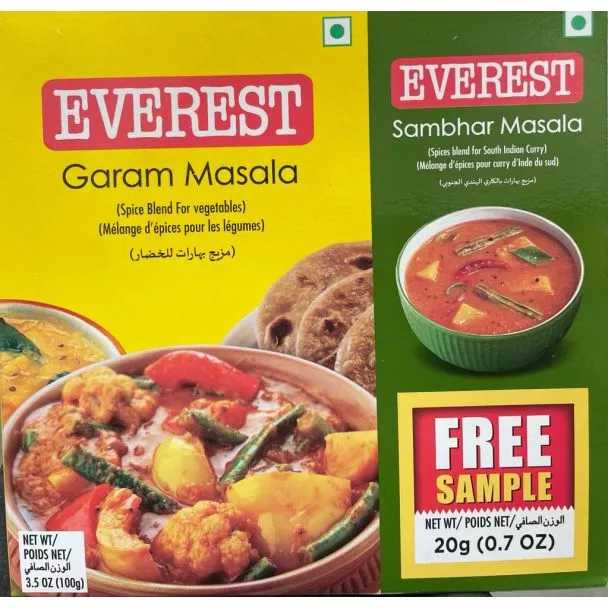 EVEREST
Garam Masala
(Spice Blend For vegetables)
(Mélange d'épices pour les légumes)
(مزيج بهارات للخضار)
NET WT/
POIDS NET/
الوزن الصافي/
3.5 OZ (100g)
EVEREST
Sambhar Masala
(Spices blend for South Indian Curry)
(Mélange d'épices pour curry d'Inde du sud)
(مزيج بهارات بالكاري الهندي الجنوبي)
FREE
SAMPLE
NET WT/ POIDS NET/الوزن الصافي
20g (0.7 OZ)